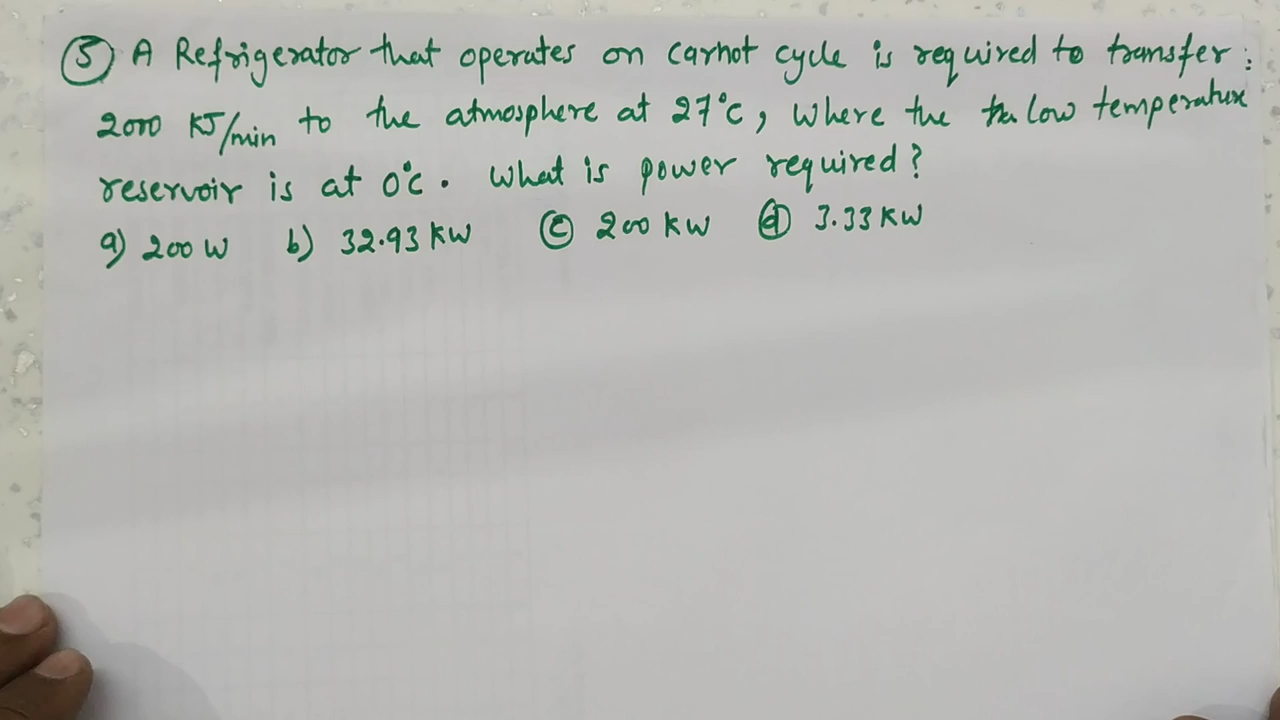 ⑤ A Refrigerator that operates on carnot cycle is required to transfer :
2000 KJ/min to the atmosphere at 27°C, where the low temperature
reservoir is at 0°C. What is power required?
a) 200 W b) 32.93 KW ⓒ 200 KW ⓓ 3.33 KW